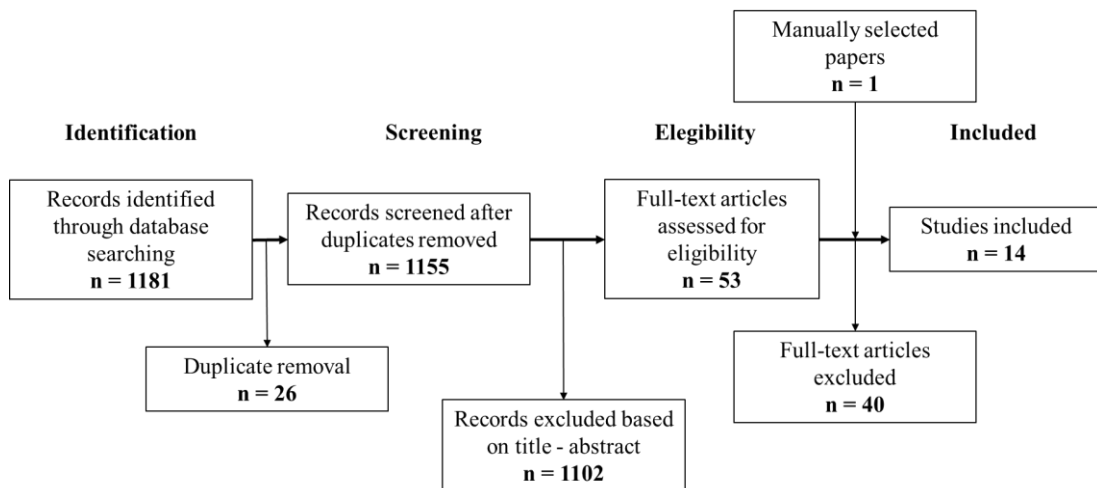 Manually selected
papers
n = 1
Identification
Screening
Elegibility
Included
Records identified
through database
searching
n = 1181
Records screened after
duplicates removed
n = 1155
Full-text articles
assessed for
eligibility
n = 53
Studies included
n = 14
Duplicate removal
n = 26
Records excluded based
on title - abstract
n = 1102
Full-text articles
excluded
n = 40